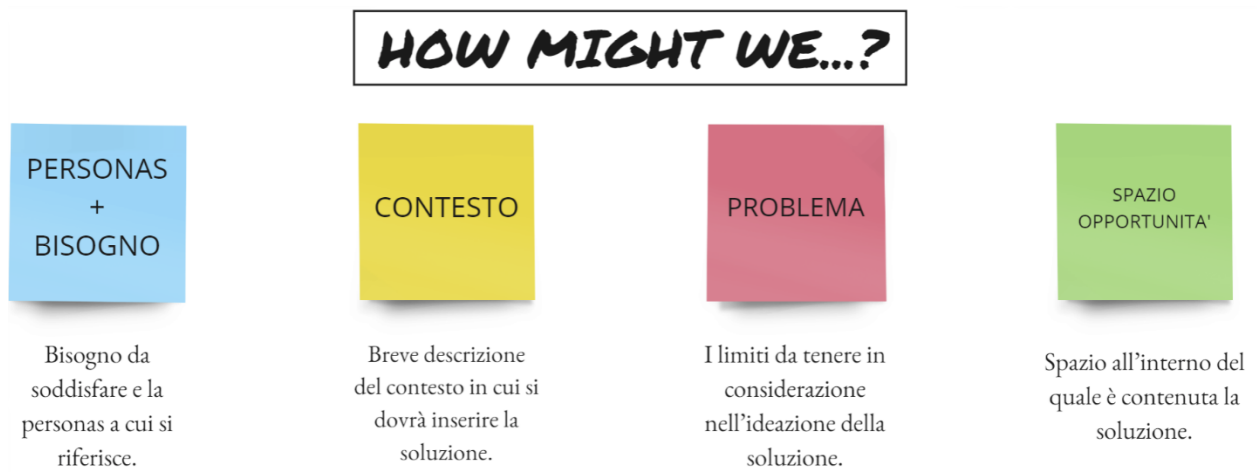 HOW MIGHT WE...?
PERSONAS
+
BISOGNO
Bisogno da
soddisfare e la
personas a cui si
riferisce.
CONTESTO
Breve descrizione
del contesto in cui si
dovrà inserire la
soluzione.
PROBLEMA
I limiti da tenere in
considerazione
nell’ideazione della
soluzione.
SPAZIO
OPPORTUNITA'
Spazio all’interno del
quale è contenuta la
soluzione.